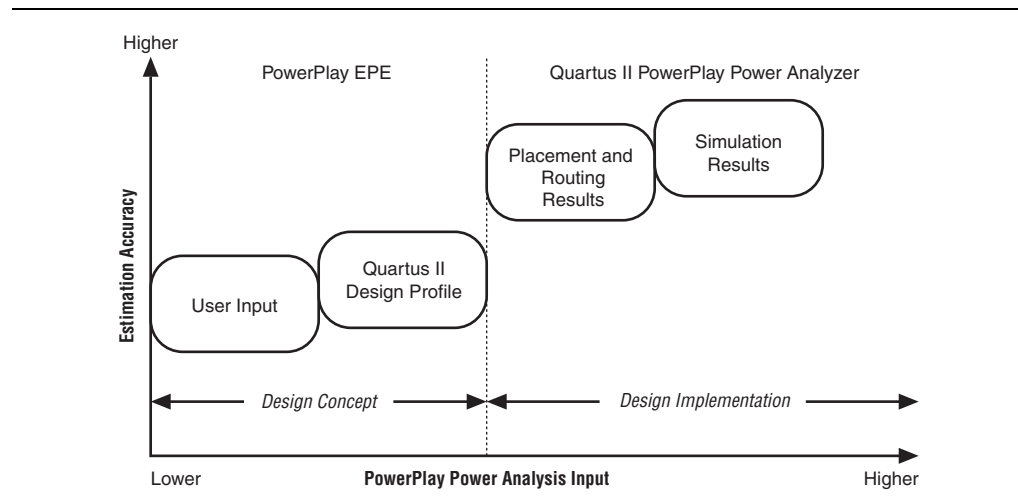 Higher
PowerPlay EPE
Quartus II PowerPlay Power Analyzer
Simulation
Results
Placement and
Routing
Results
Quartus II
Design Profile
User Input
Estimation Accuracy
Design Concept
Design Implementation
Lower
PowerPlay Power Analysis Input
Higher